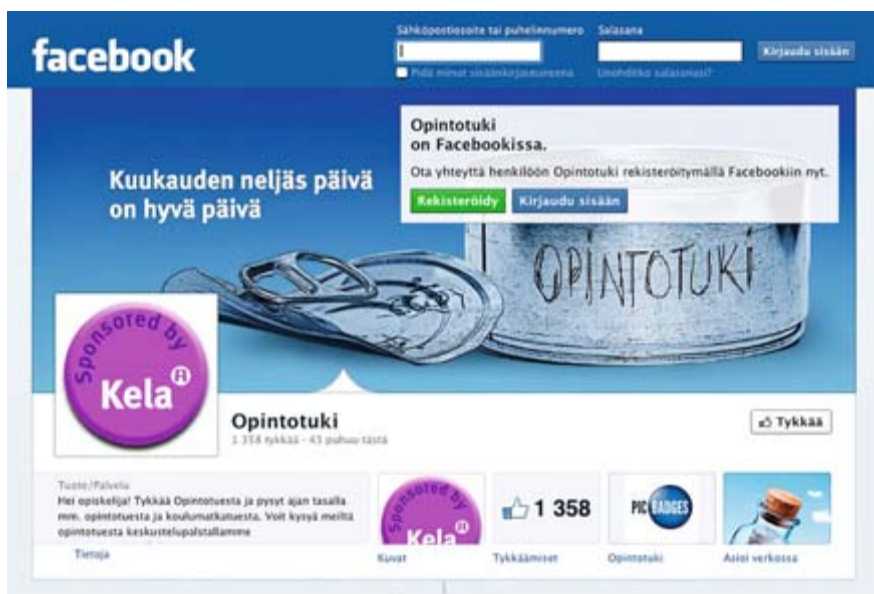 facebook
Sähköpostiosoite tai puhelinnumero
Salasana
Kirjaudu sisään
Pidä minut sisäänkirjautuneena
Unohditko salasanasi?
Opintotuki
on Facebookissa.
Ota yhteyttä henkilöön Opintotuki rekisteröitymällä Facebookiin nyt.
Rekisteröidy
Kirjaudu sisään
Kuukauden neljäs päivä
on hyvä päivä
OPINTOTUKI
Sponsored by
Kela
Opintotuki
1 358 tykkää - 43 puhuu tästä
Tykkää
Tuote/Palvelu
Hei opiskelija! Tykkää Opintotuesta ja pysyt ajan tasalla
mm. opintotuesta ja koulumatkatuesta. Voit kysyä meiltä
opintotuesta keskustelupalstallamme
Tietoja
Sponsored by
Kela
Kuvat
1 358
Tykkäämiset
PIC BADGES
Opintotuki
Asioi verkossa